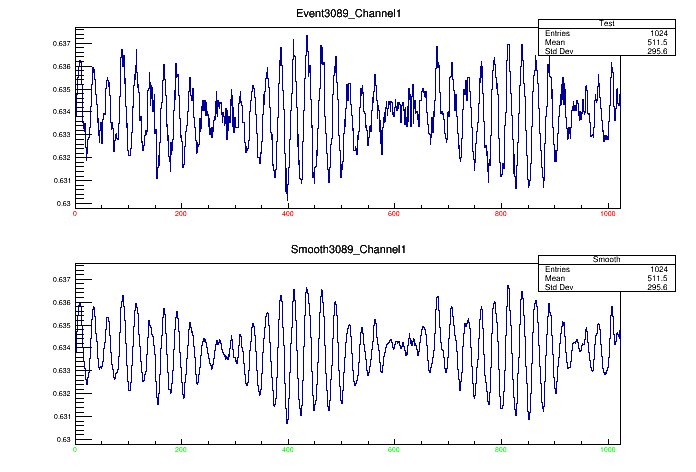 Event3089_Channel1
Test
Entries 1024
Mean 511.5
Std Dev 295.6
0.637
0.636
0.635
0.634
0.633
0.632
0.631
0.63
0 200 400 600 800 1000
Smooth3089_Channel1
Smooth
Entries 1024
Mean 511.5
Std Dev 295.6
0.637
0.636
0.635
0.634
0.633
0.632
0.631
0.63
0 200 400 600 800 1000